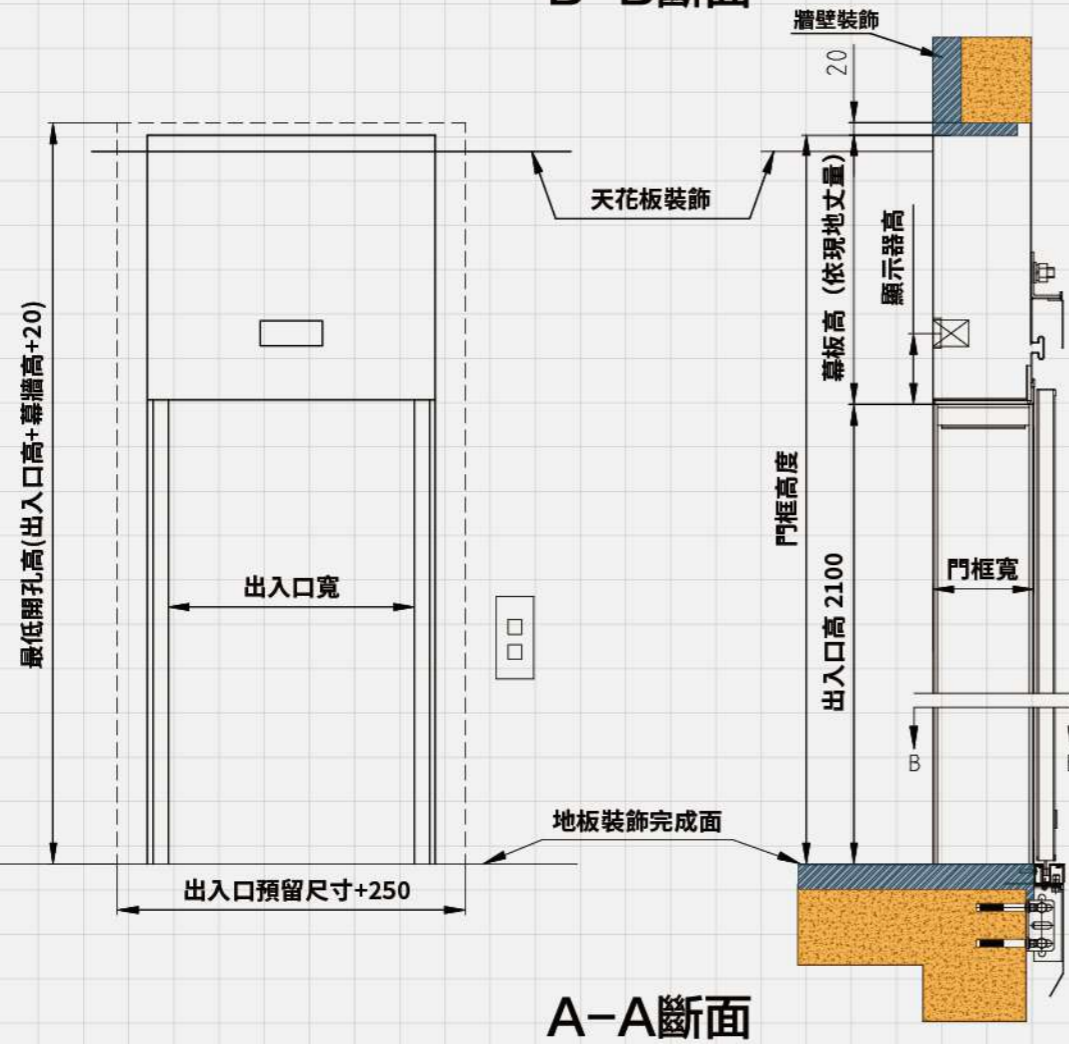 牆壁裝飾
20
天花板裝飾
幕板高（依現地丈量）
顯示器高
最低開孔高(出入口高+幕牆高+20)
門框高度
出入口寬
門框寬
出入口高 2100
B
地板裝飾完成面
出入口預留尺寸+250
A-A斷面